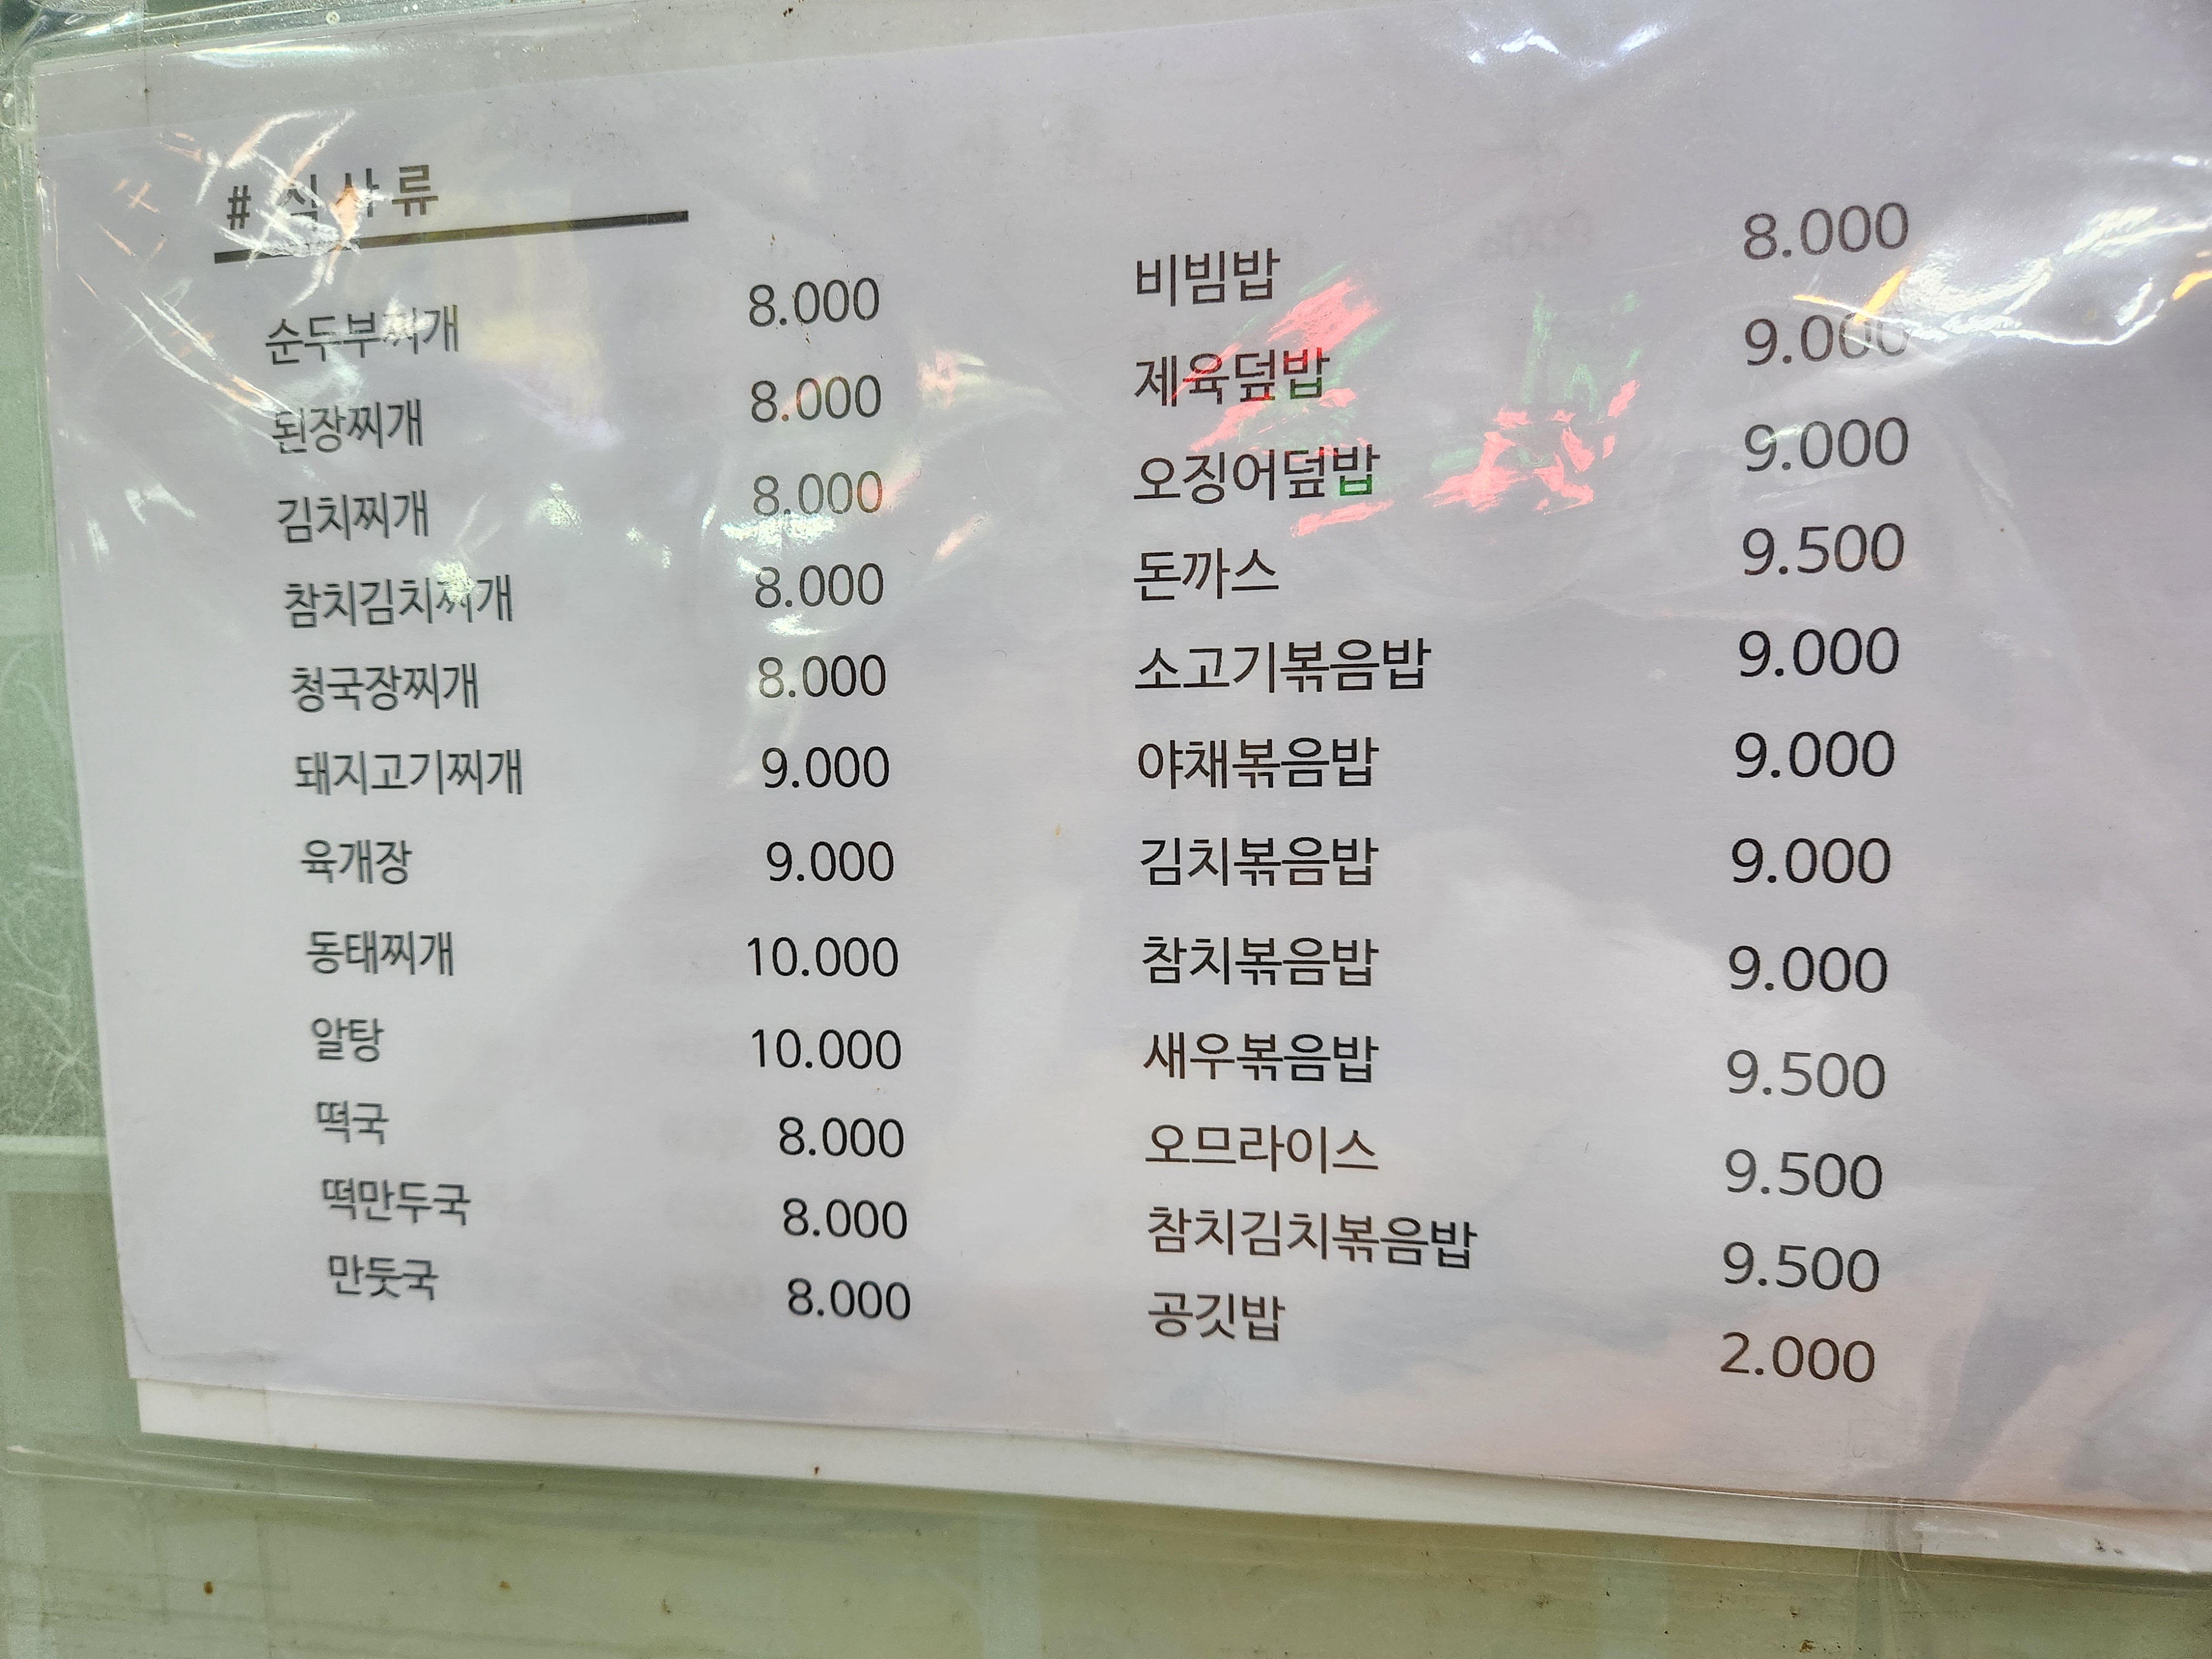 # 식사류
순두부찌개 8.000
된장찌개 8.000
김치찌개 8.000
참치김치찌개 8.000
청국장찌개 8.000
돼지고기찌개 9.000
육개장 9.000
동태찌개 10.000
알탕 10.000
떡국 8.000
떡만두국 8.000
만둣국 8.000
비빔밥 8.000
제육덮밥 9.000
오징어덮밥 9.000
돈까스 9.500
소고기볶음밥 9.000
야채볶음밥 9.000
김치볶음밥 9.000
참치볶음밥 9.000
새우볶음밥 9.500
오므라이스 9.500
참치김치볶음밥 9.500
공깃밥 2.000